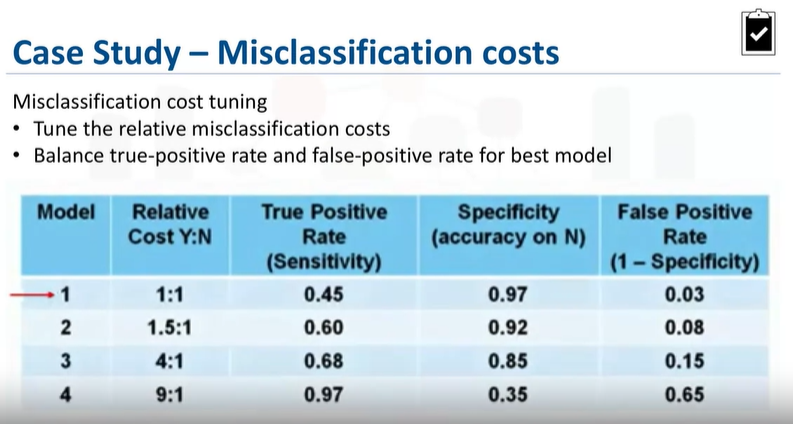 Case Study – Misclassification costs
Misclassification cost tuning
• Tune the relative misclassification costs
• Balance true-positive rate and false-positive rate for best model
Model Relative Cost Y:N True Positive Rate (Sensitivity) Specificity (accuracy on N) False Positive Rate (1 – Specificity)
1 1:1 0.45 0.97 0.03
2 1.5:1 0.60 0.92 0.08
3 4:1 0.68 0.85 0.15
4 9:1 0.97 0.35 0.65